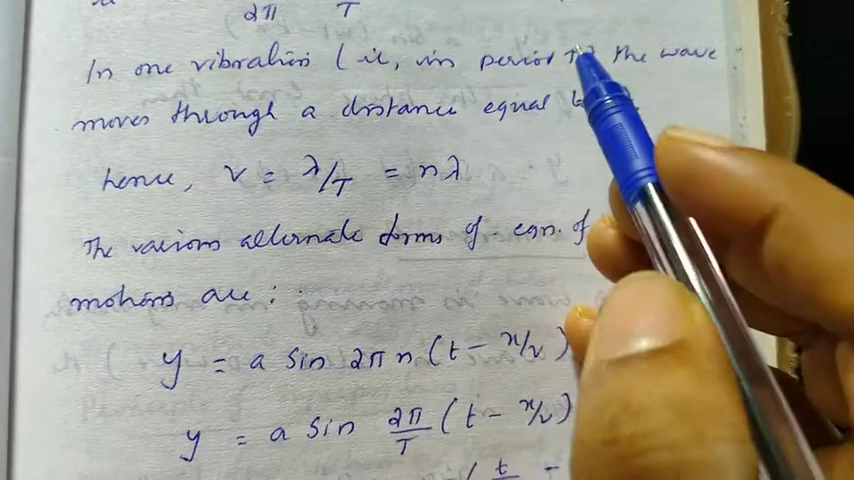 2π T
In one vibration (ie, in period T) the wave
moves through a distance equal
hence, v = λ/T = nλ
The various alternate forms of eqn. of
motions are :
y = a sin 2πn (t - x/v)
y = a sin 2π/T (t - x/v)
( t -